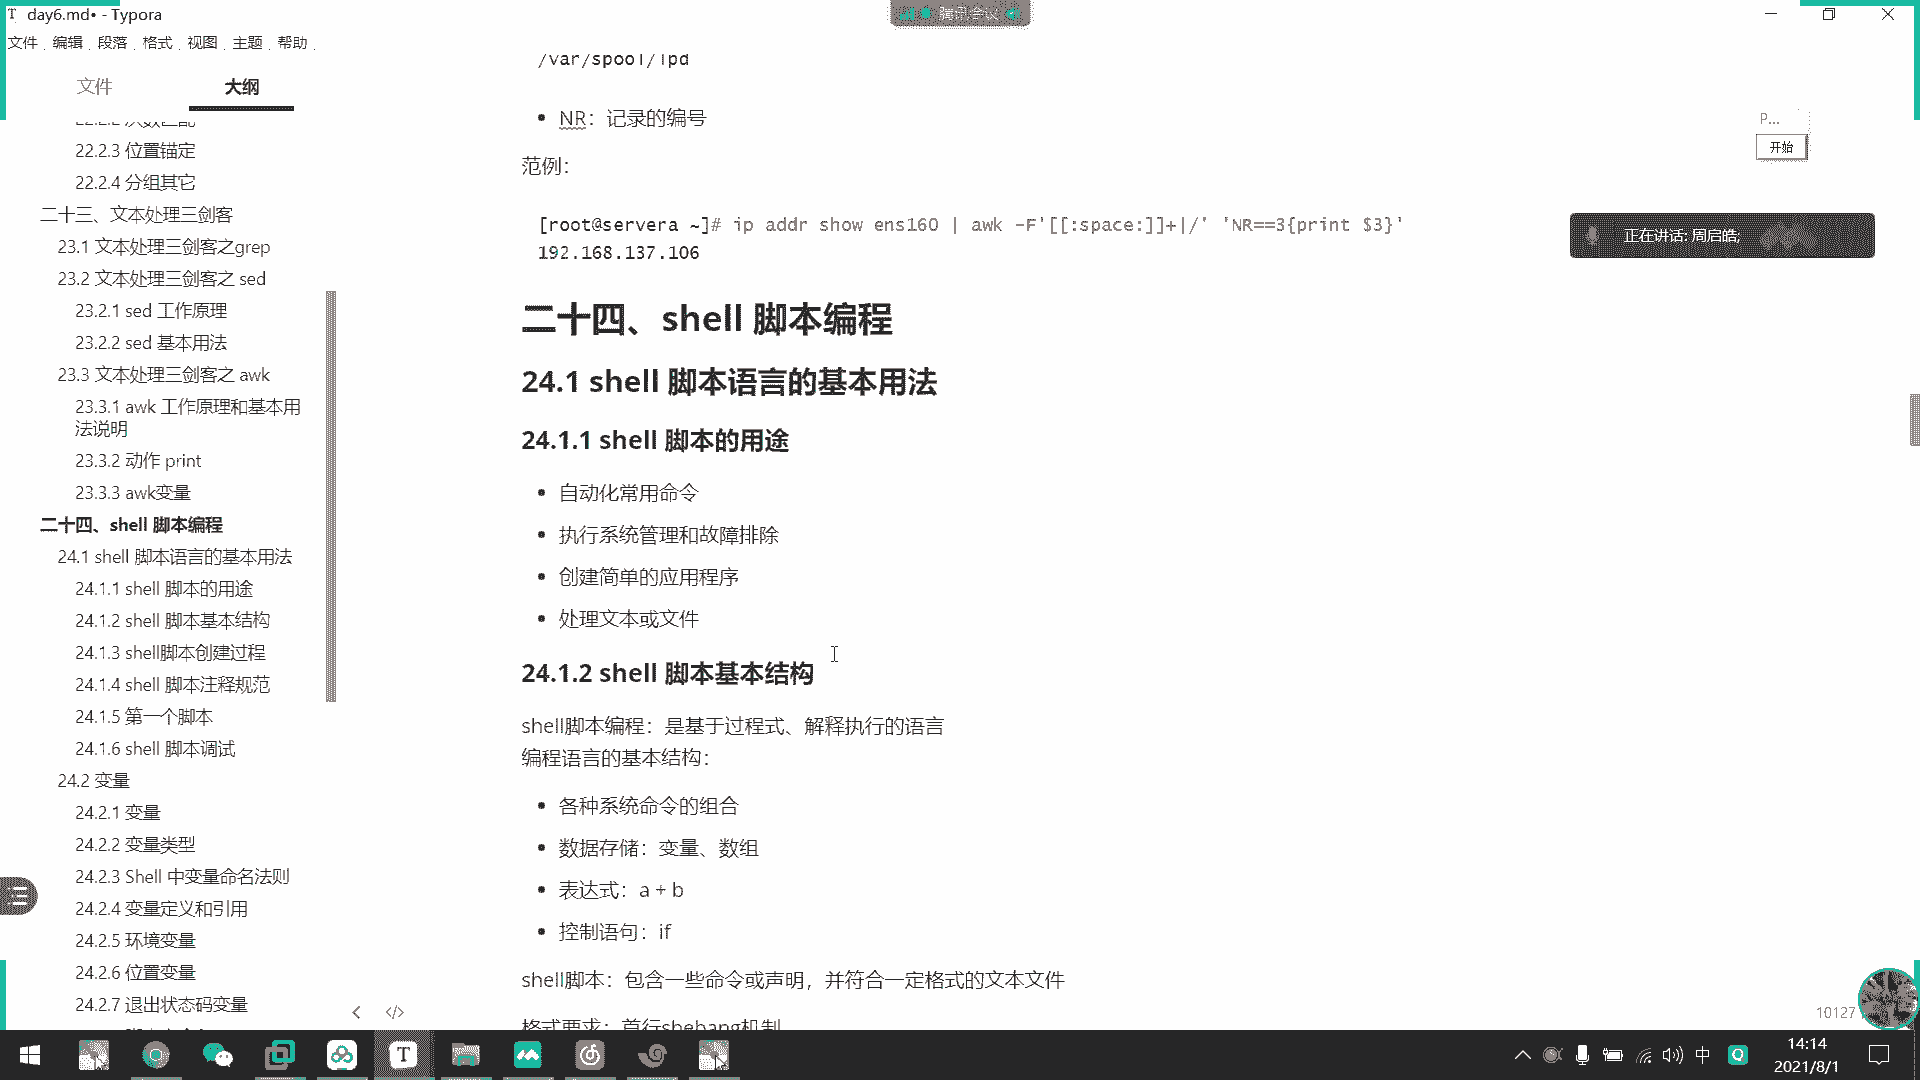 day6.md• - Typora
腾讯会议
文件 编辑 段落 格式 视图 主题 帮助
文件 大纲
22.2.3 位置锚定
22.2.4 分组其它
二十三、文本处理三剑客
23.1 文本处理三剑客之grep
23.2 文本处理三剑客之 sed
23.2.1 sed 工作原理
23.2.2 sed 基本用法
23.3 文本处理三剑客之 awk
23.3.1 awk 工作原理和基本用
法说明
23.3.2 动作 print
23.3.3 awk变量
二十四、shell 脚本编程
24.1 shell 脚本语言的基本用法
24.1.1 shell 脚本的用途
24.1.2 shell 脚本基本结构
24.1.3 shell脚本创建过程
24.1.4 shell 脚本注释规范
24.1.5 第一个脚本
24.1.6 shell 脚本调试
24.2 变量
24.2.1 变量
24.2.2 变量类型
24.2.3 Shell 中变量命名法则
24.2.4 变量定义和引用
24.2.5 环境变量
24.2.6 位置变量
24.2.7 退出状态码变量
/var/spool/lpd
• NR：记录的编号
范例：
[root@servera ~]# ip addr show ens160 | awk -F'[[:space:]]+|/' 'NR==3{print $3}'
192.168.137.106
二十四、shell 脚本编程
24.1 shell 脚本语言的基本用法
24.1.1 shell 脚本的用途
• 自动化常用命令
• 执行系统管理和故障排除
• 创建简单的应用程序
• 处理文本或文件
24.1.2 shell 脚本基本结构
shell脚本编程：是基于过程式、解释执行的语言
编程语言的基本结构：
• 各种系统命令的组合
• 数据存储：变量、数组
• 表达式：a + b
• 控制语句：if
shell脚本：包含一些命令或声明，并符合一定格式的文本文件
格式要求：首行shebang机制
P...
开始
正在讲话: 周启皓;
10127
中
14:14
2021/8/1